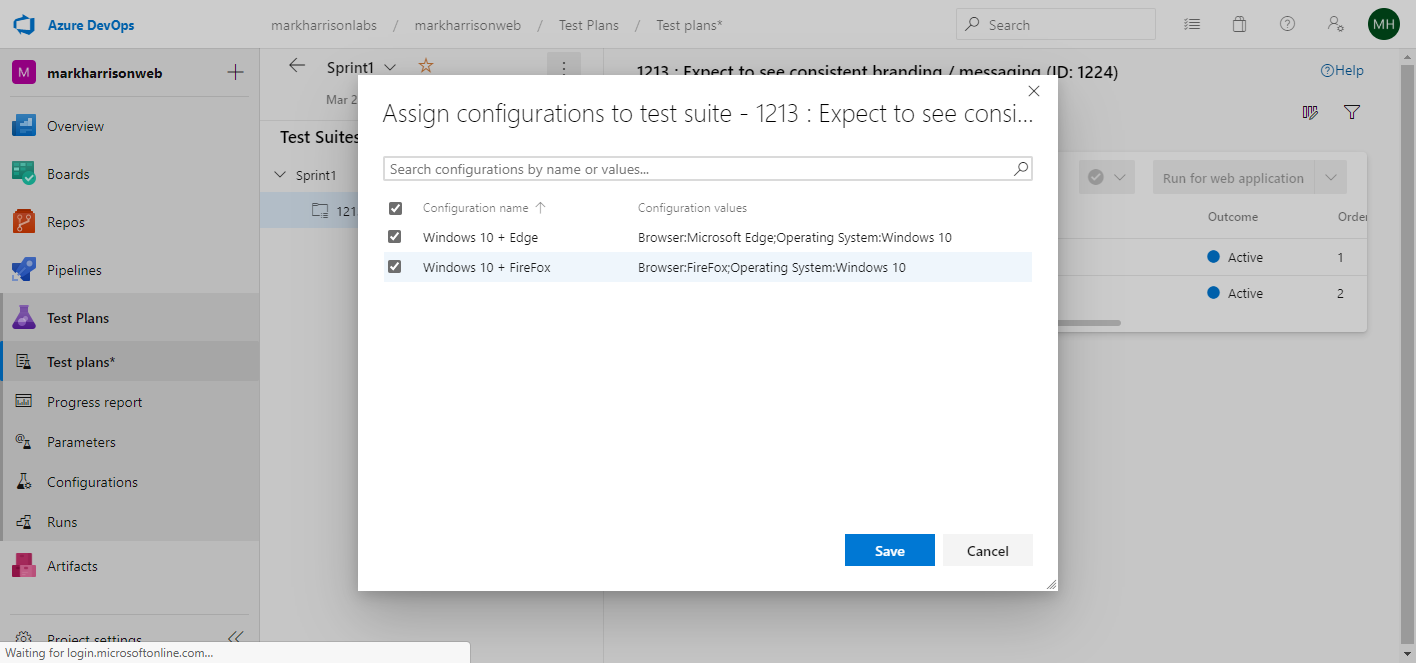 Azure DevOps
markharrisonlabs / markharrisonweb / Test Plans / Test plans*
Search
MH
M markharrisonweb
Overview
Boards
Repos
Pipelines
Test Plans
Test plans*
Progress report
Parameters
Configurations
Runs
Artifacts
Project settings
Waiting for login.microsoftonline.com...
Sprint1
Mar 2
Test Suites
Sprint1
121
1213 : Expect to see consistent branding / messaging (ID: 1224)
Help
Run for web application
Outcome Order
Active 1
Active 2
Assign configurations to test suite - 1213 : Expect to see consi...
Search configurations by name or values...
Configuration name Configuration values
Windows 10 + Edge Browser:Microsoft Edge;Operating System:Windows 10
Windows 10 + FireFox Browser:FireFox;Operating System:Windows 10
Save Cancel